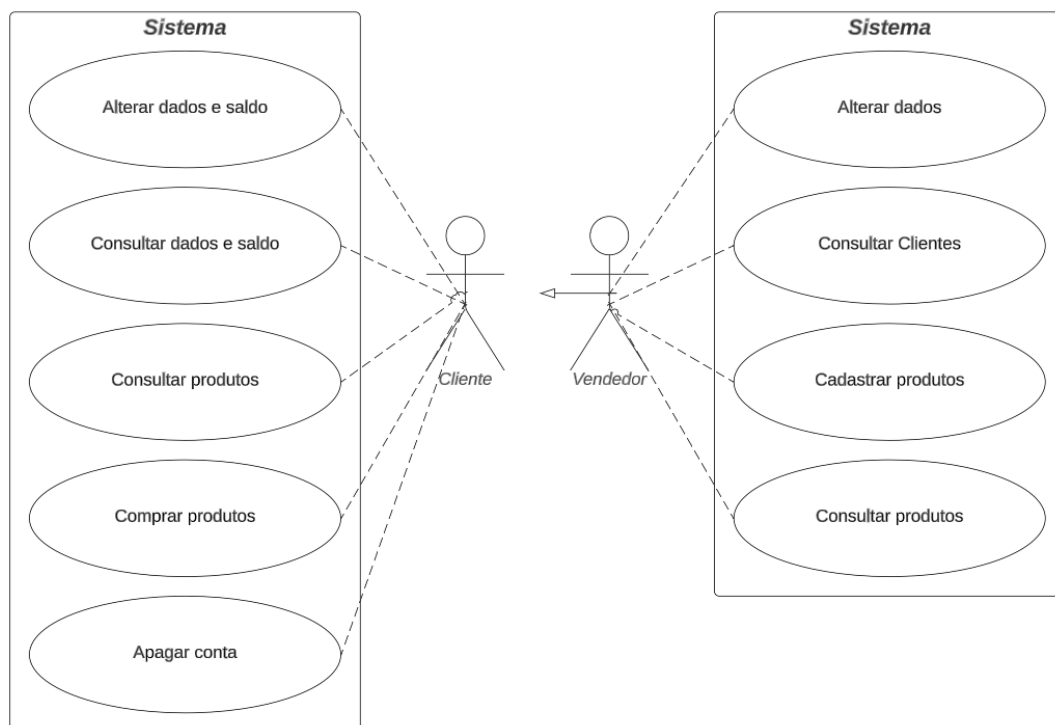 Sistema
Alterar dados e saldo
Consultar dados e saldo
Consultar produtos
Comprar produtos
Apagar conta
Cliente
Vendedor
Sistema
Alterar dados
Consultar Clientes
Cadastrar produtos
Consultar produtos